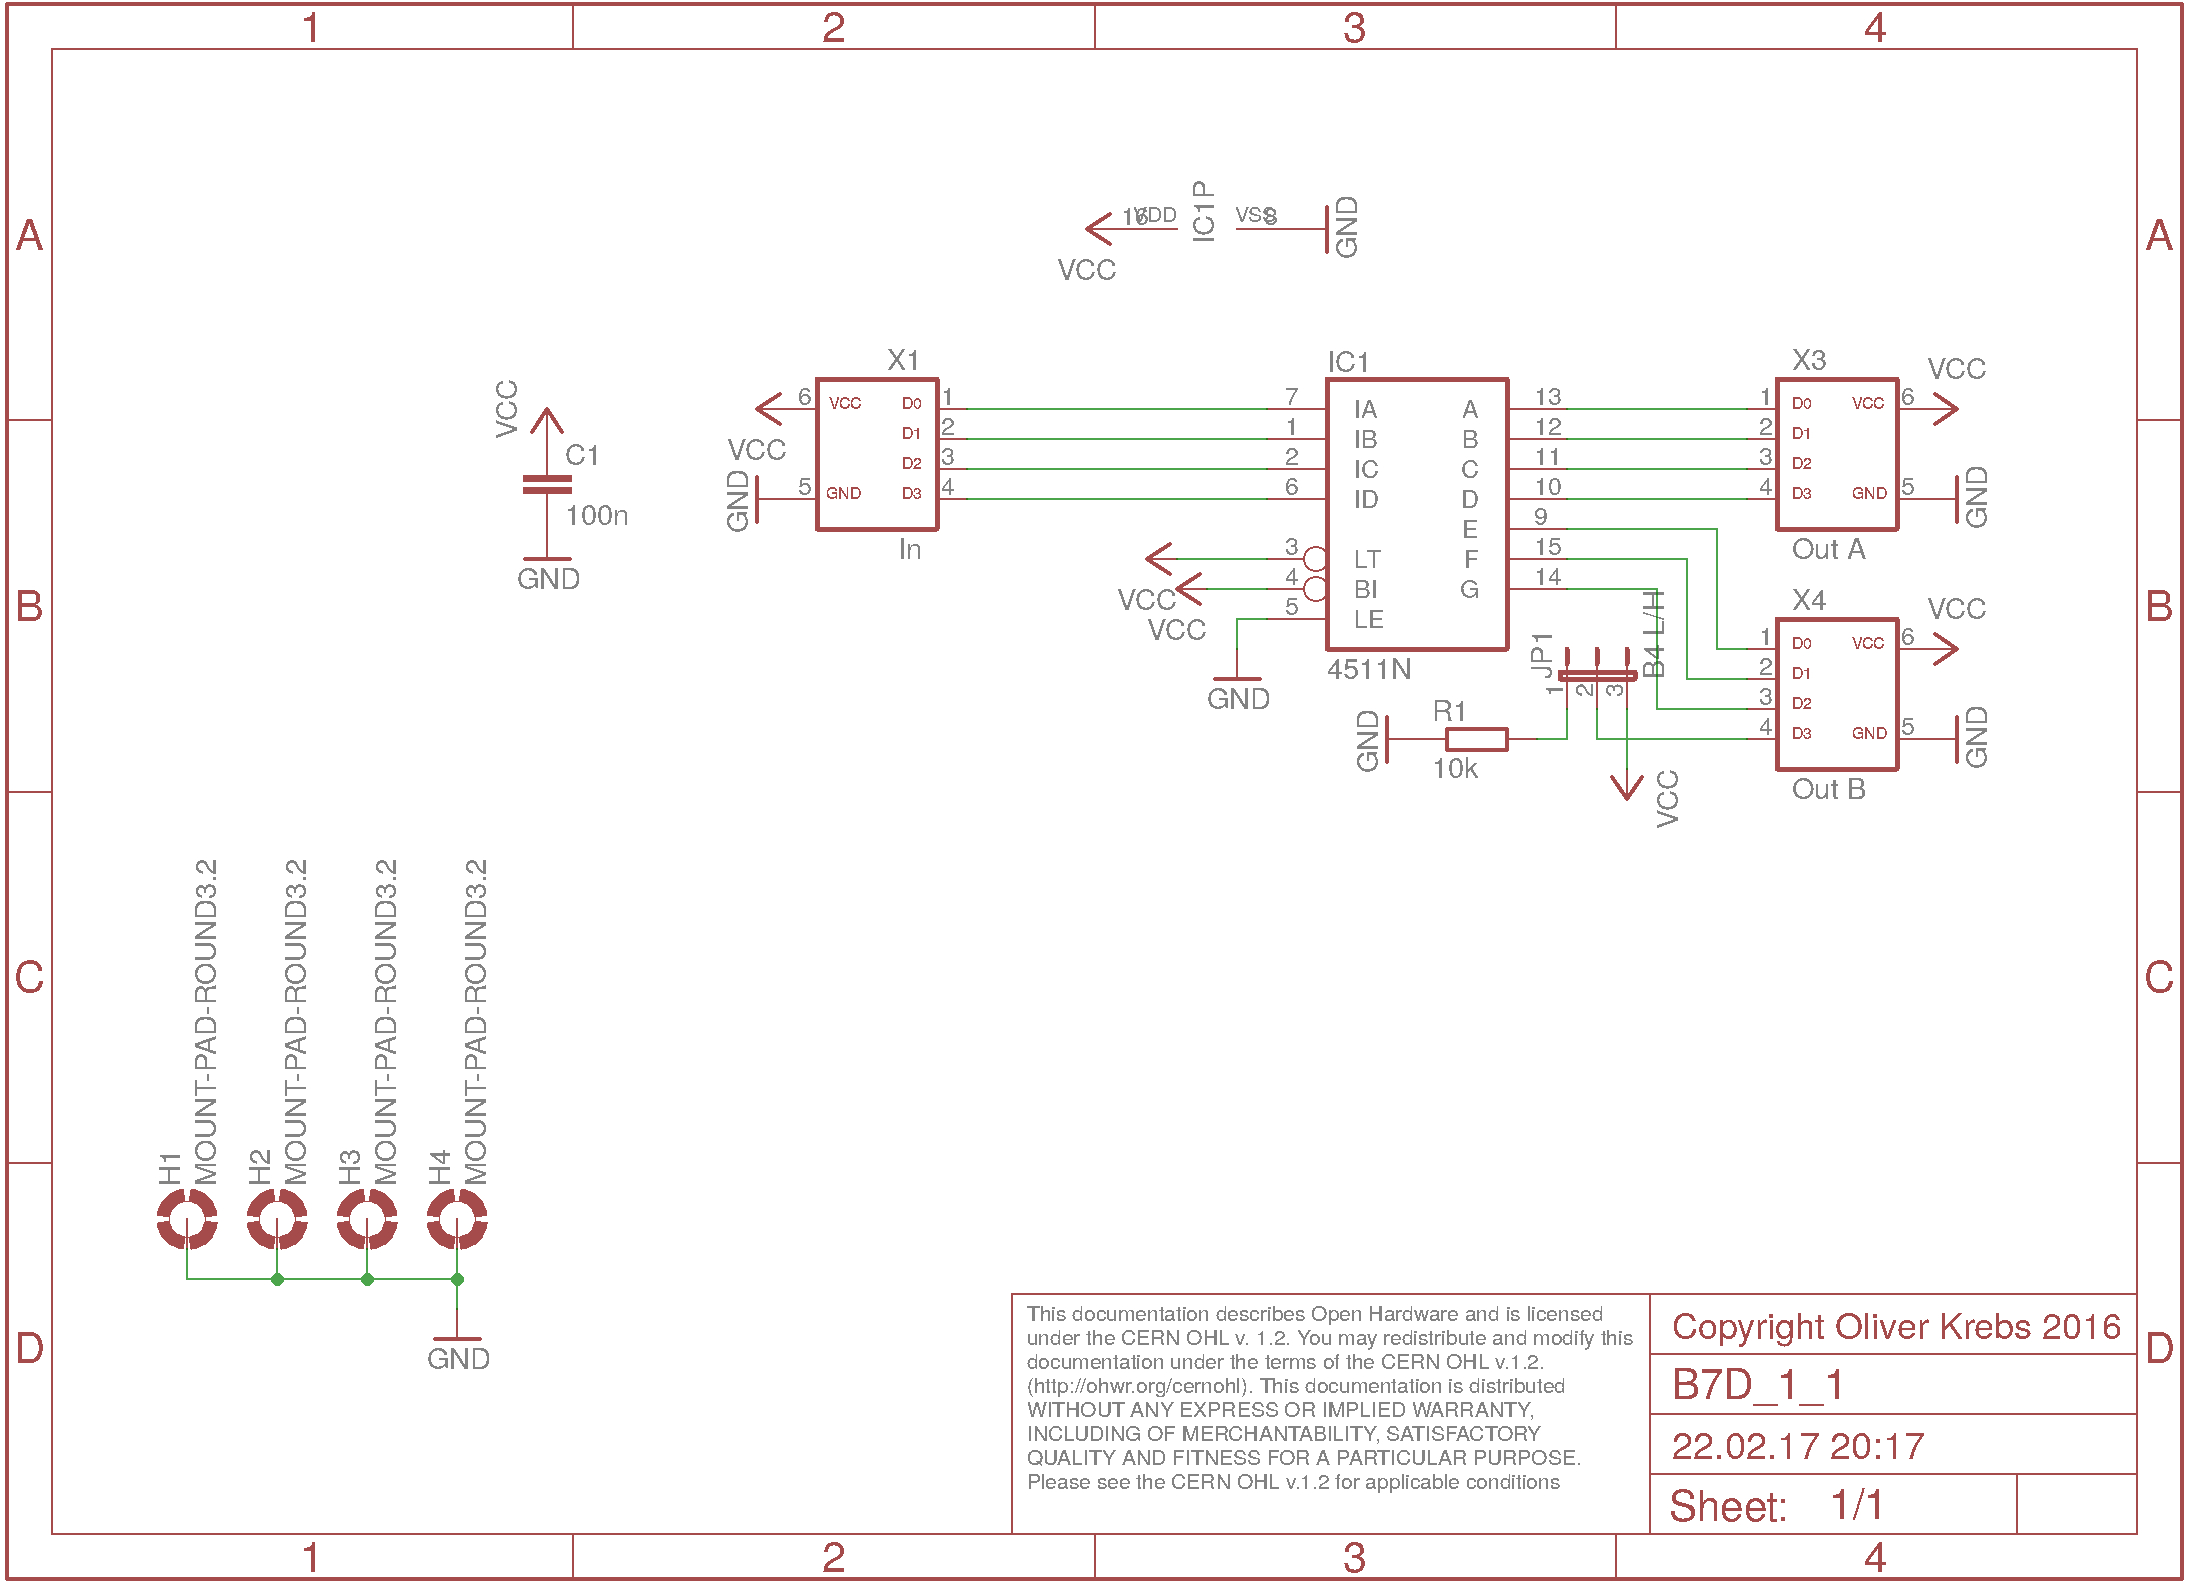 1 2 3 4
A A
IC1P
16 VDD VSS 8
VCC GND
X1 IC1 X3
VCC
6 VCC D0 1
D1 2
D2 3
5 GND D3 4
VCC
GND
In
7 IA A 13
1 IB B 12
2 IC C 11
6 ID D 10
E 9
3 LT F 15
4 BI G 14
5 LE
VCC
VCC
GND
4511N
1 D0 VCC 6
2 D1
3 D2
4 D3 GND 5
GND
Out A
VCC
C1
100n
GND
B B
X4
VCC
1 D0 VCC 6
2 D1
3 D2
4 D3 GND 5
GND
Out B
JP1
B4 L/H
1 2 3
R1
10k
GND
VCC
C C
H1 MOUNT-PAD-ROUND3.2
H2 MOUNT-PAD-ROUND3.2
H3 MOUNT-PAD-ROUND3.2
H4 MOUNT-PAD-ROUND3.2
GND
D D
This documentation describes Open Hardware and is licensed
under the CERN OHL v. 1.2. You may redistribute and modify this
documentation under the terms of the CERN OHL v.1.2.
(http://ohwr.org/cernohl). This documentation is distributed
WITHOUT ANY EXPRESS OR IMPLIED WARRANTY,
INCLUDING OF MERCHANTABILITY, SATISFACTORY
QUALITY AND FITNESS FOR A PARTICULAR PURPOSE.
Please see the CERN OHL v.1.2 for applicable conditions
Copyright Oliver Krebs 2016
B7D_1_1
22.02.17 20:17
Sheet: 1/1
1 2 3 4